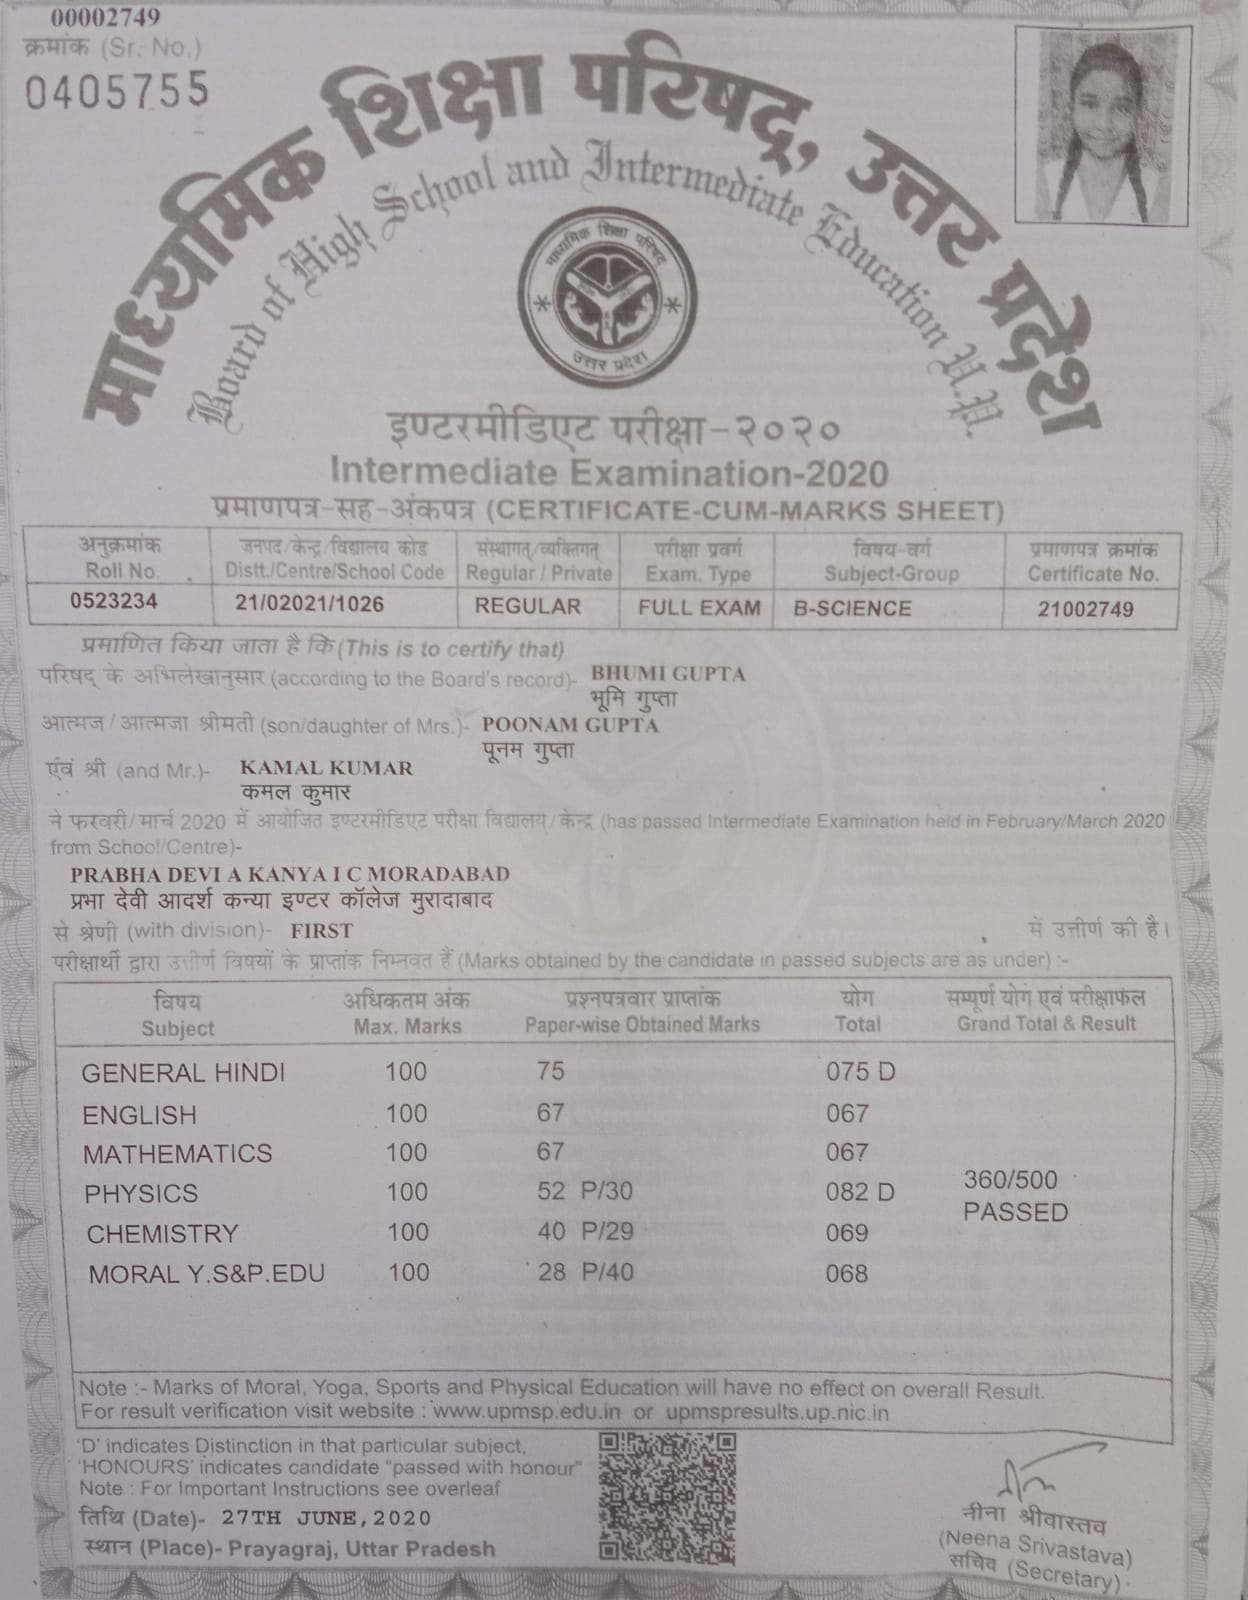 00002749
क्रमांक (Sr. No.)
0405755
माध्यमिक शिक्षा परिषद्, उत्तर प्रदेश
Board of High School and Intermediate Education U.P.
माध्यमिक शिक्षा परिषद्
उत्तर प्रदेश
इण्टरमीडिएट परीक्षा-२०२०
Intermediate Examination-2020
प्रमाणपत्र-सह-अंकपत्र (CERTIFICATE-CUM-MARKS SHEET)
अनुक्रमांक जनपद/केन्द्र/विद्यालय कोड संस्थागत्/व्यक्तिगत् परीक्षा प्रवर्ग विषय-वर्ग प्रमाणपत्र क्रमांक
Roll No. Distt./Centre/School Code Regular / Private Exam. Type Subject-Group Certificate No.
0523234 21/02021/1026 REGULAR FULL EXAM B-SCIENCE 21002749
प्रमाणित किया जाता है कि (This is to certify that)
परिषद् के अभिलेखानुसार (according to the Board's record)- BHUMI GUPTA
भूमि गुप्ता
आत्मज / आत्मजा श्रीमती (son/daughter of Mrs.)- POONAM GUPTA
पूनम गुप्ता
एवं श्री (and Mr.)- KAMAL KUMAR
कमल कुमार
ने फरवरी/मार्च 2020 में आयोजित इण्टरमीडिएट परीक्षा विद्यालय/केन्द्र (has passed Intermediate Examination held in February/March 2020
from School/Centre)-
PRABHA DEVI A KANYA I C MORADABAD
प्रभा देवी आदर्श कन्या इण्टर कॉलेज मुरादाबाद
से श्रेणी (with division)- FIRST में उत्तीर्ण की है।
परीक्षार्थी द्वारा उत्तीर्ण विषयों के प्राप्तांक निम्नवत हैं (Marks obtained by the candidate in passed subjects are as under) :-
विषय अधिकतम अंक प्रश्नपत्रवार प्राप्तांक योग सम्पूर्ण योग एवं परीक्षाफल
Subject Max. Marks Paper-wise Obtained Marks Total Grand Total & Result
GENERAL HINDI 100 75 075 D
ENGLISH 100 67 067
MATHEMATICS 100 67 067
PHYSICS 100 52 P/30 082 D 360/500
PASSED
CHEMISTRY 100 40 P/29 069
MORAL Y.S&P.EDU 100 28 P/40 068
Note :- Marks of Moral, Yoga, Sports and Physical Education will have no effect on overall Result.
For result verification visit website : www.upmsp.edu.in or upmspresults.up.nic.in
'D' indicates Distinction in that particular subject,
'HONOURS' indicates candidate "passed with honour"
Note : For Important Instructions see overleaf
तिथि (Date)- 27TH JUNE, 2020
स्थान (Place)- Prayagraj, Uttar Pradesh
नीना श्रीवास्तव
(Neena Srivastava)
सचिव (Secretary)